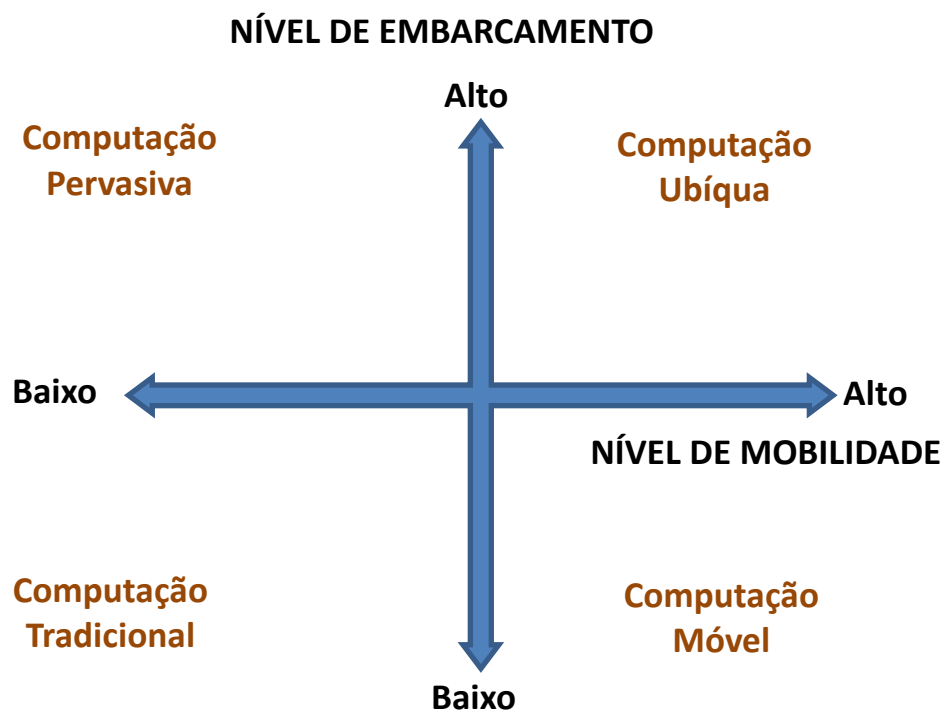 NÍVEL DE EMBARCAMENTO
Alto
Computação
Pervasiva
Computação
Ubíqua
Baixo
Alto
NÍVEL DE MOBILIDADE
Computação
Tradicional
Computação
Móvel
Baixo